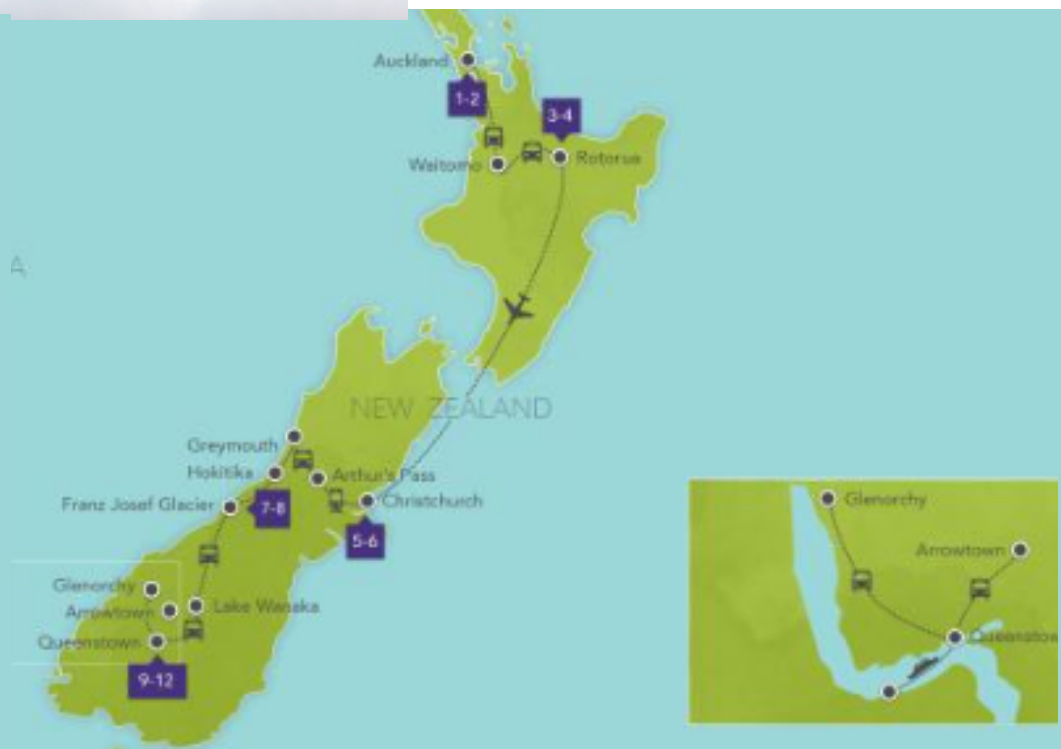 Auckland
1-2
3-4
Waitomo
Rotorua
A
NEW ZEALAND
Greymouth
Hokitika
Arthur's Pass
Franz Josef Glacier
7-8
Christchurch
5-6
Glenorchy
Arrowtown
Lake Wanaka
Queenstown
9-12
Glenorchy
Arrowtown
Queenstow